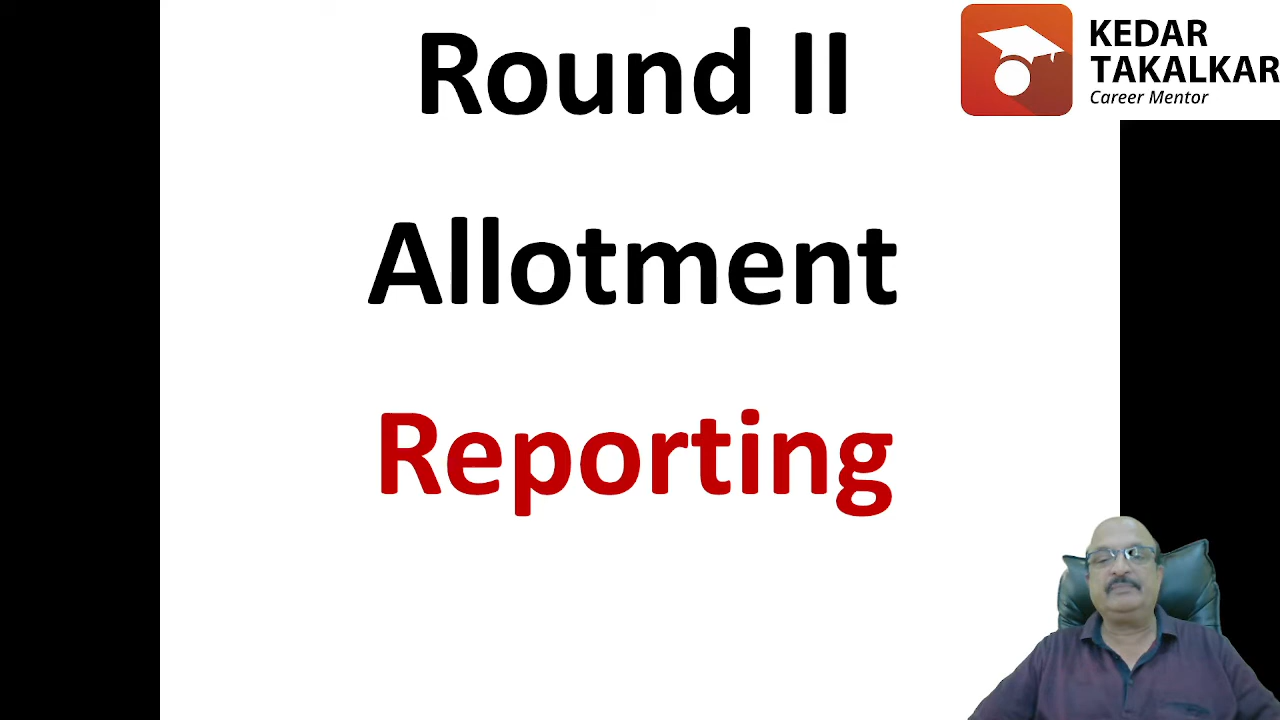 Round II
KEDAR
TAKALKAR
Career Mentor
Allotment
Reporting